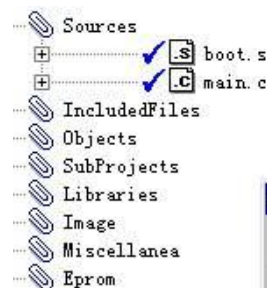 Sources
.S boot.s
.C main.c
IncludedFiles
Objects
SubProjects
Libraries
Image
Miscellanea
Eprom